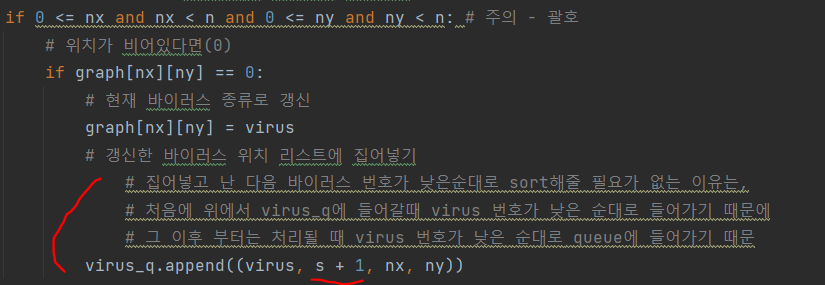 if 0 <= nx and nx < n and 0 <= ny and ny < n: # 주의 - 괄호
# 위치가 비어있다면(0)
if graph[nx][ny] == 0:
# 현재 바이러스 종류로 갱신
graph[nx][ny] = virus
# 갱신한 바이러스 위치 리스트에 집어넣기
# 집어넣고 난 다음 바이러스 번호가 낮은순대로 sort해줄 필요가 없는 이유는,
# 처음에 위에서 virus_q에 들어갈때 virus 번호가 낮은 순대로 들어가기 때문에
# 그 이후 부터는 처리될 때 virus 번호가 낮은 순대로 queue에 들어가기 때문
virus_q.append((virus, s + 1, nx, ny))